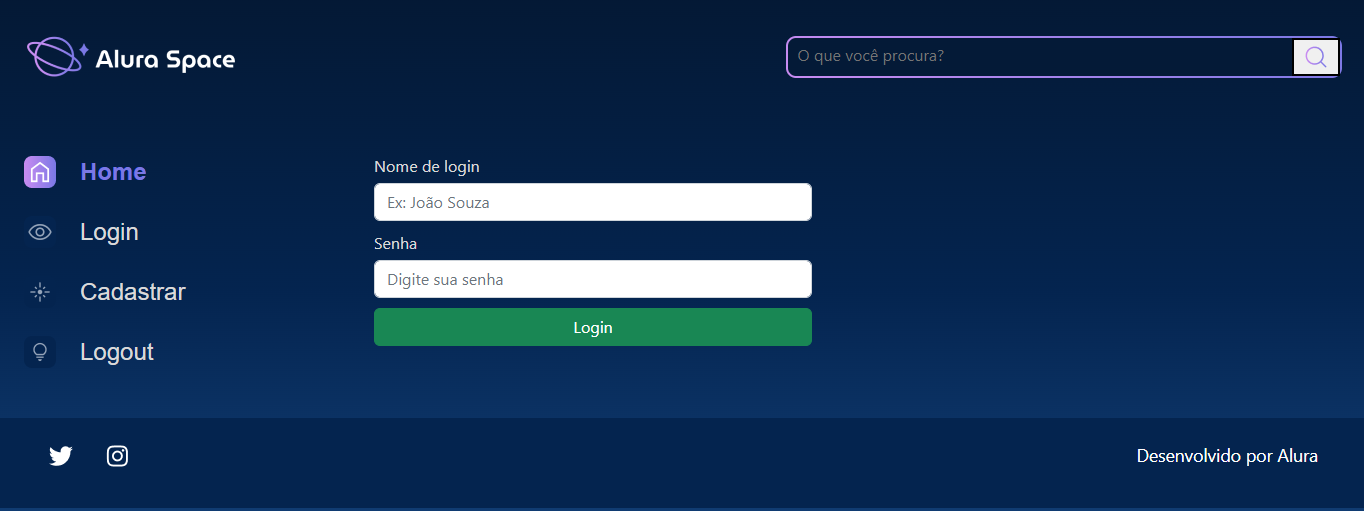 Alura Space
O que você procura?
Home
Login
Cadastrar
Logout
Nome de login
Ex: João Souza
Senha
Digite sua senha
Login
Desenvolvido por Alura